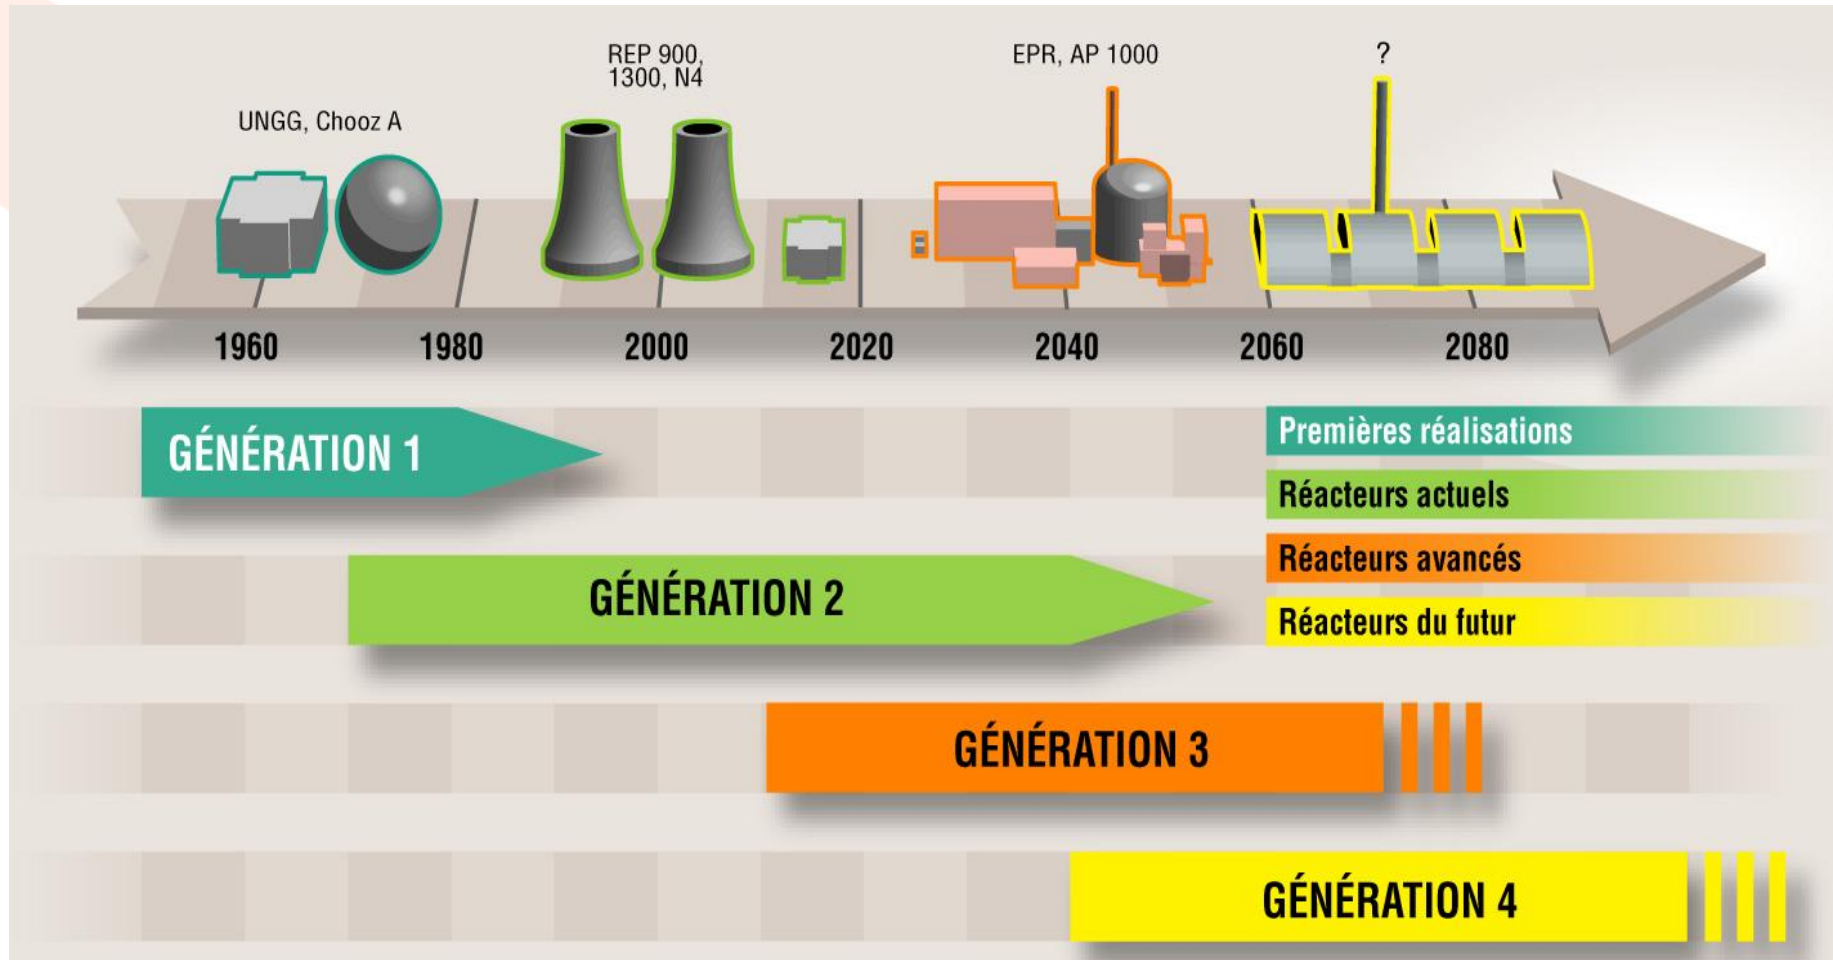 UNGG, Chooz A
REP 900,
1300, N4
EPR, AP 1000
?
1960
1980
2000
2020
2040
2060
2080
GÉNÉRATION 1
Premières réalisations
Réacteurs actuels
Réacteurs avancés
Réacteurs du futur
GÉNÉRATION 2
GÉNÉRATION 3
GÉNÉRATION 4